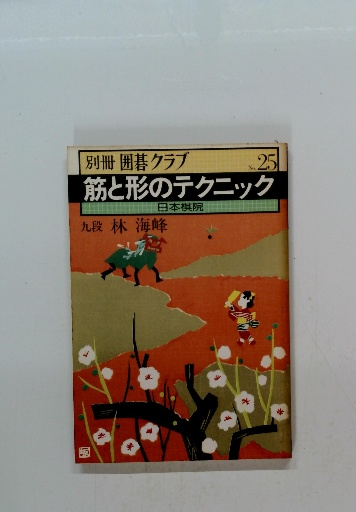 別冊 囲碁クラブ No.25
筋と形のテクニック
日本棋院
九段 林 海峰